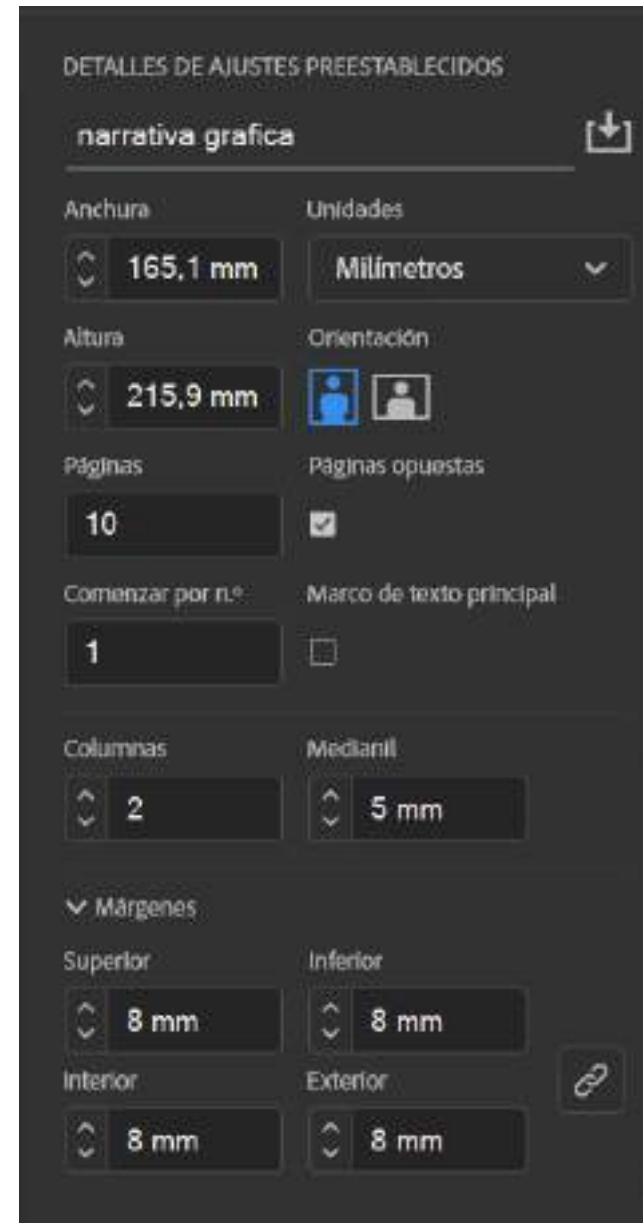 DETALLES DE AJUSTES PREESTABLECIDOS
narrativa grafica
Anchura Unidades
165,1 mm Milímetros
Altura Orientación
215,9 mm
Páginas Páginas opuestas
10
Comenzar por n.º Marco de texto principal
1
Columnas Medianil
2 5 mm
Márgenes
Superior Inferior
8 mm 8 mm
Interior Exterior
8 mm 8 mm